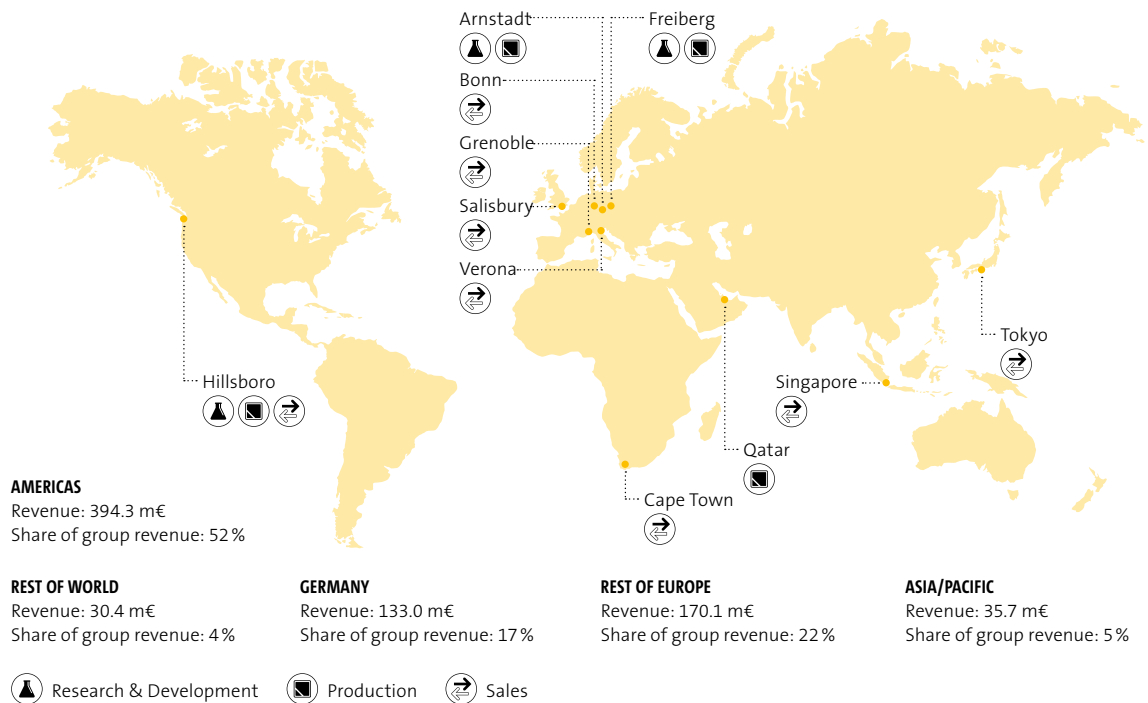 Arnstadt
Freiberg
Bonn
Grenoble
Salisbury
Verona
Tokyo
Hillsboro
Singapore
Qatar
Cape Town
AMERICAS
Revenue: 394.3 m€
Share of group revenue: 52 %
REST OF WORLD
Revenue: 30.4 m€
Share of group revenue: 4 %
GERMANY
Revenue: 133.0 m€
Share of group revenue: 17 %
REST OF EUROPE
Revenue: 170.1 m€
Share of group revenue: 22 %
ASIA/PACIFIC
Revenue: 35.7 m€
Share of group revenue: 5 %
Research & Development
Production
Sales